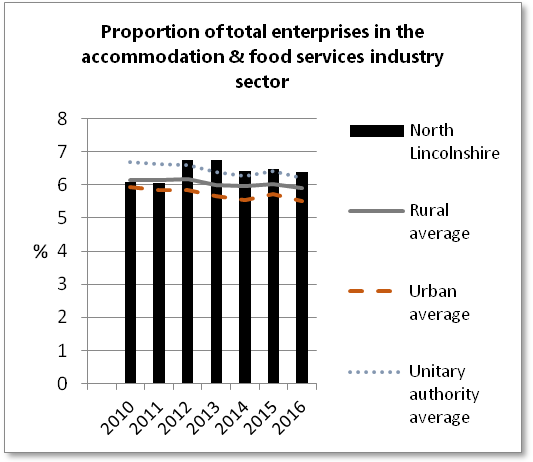 Proportion of total enterprises in the
accommodation & food services industry
sector
8
7
6
5
% 4
3
2
1
0
2010
2011
2012
2013
2014
2015
2016
North
Lincolnshire
Rural
average
Urban
average
Unitary
authority
average